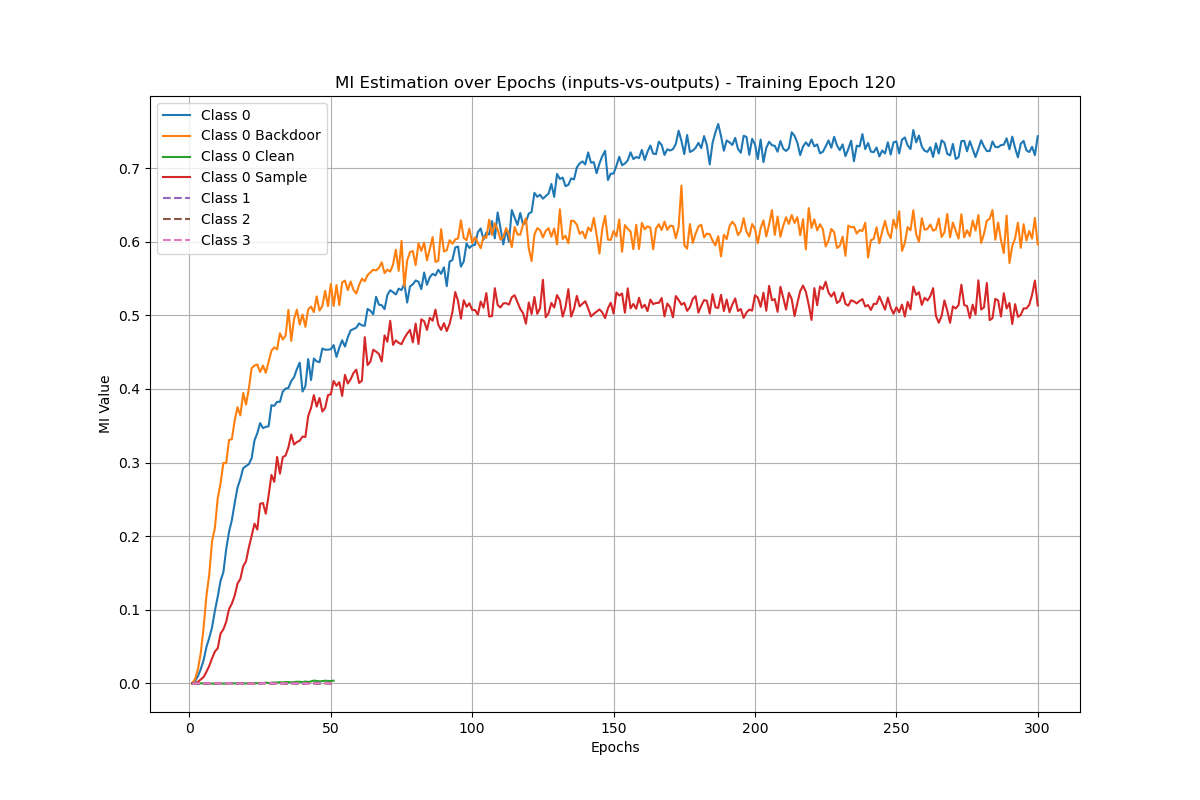 MI Estimation over Epochs (inputs-vs-outputs) - Training Epoch 120
Class 0
Class 0 Backdoor
Class 0 Clean
Class 0 Sample
Class 1
Class 2
Class 3
MI Value
0.7
0.6
0.5
0.4
0.3
0.2
0.1
0.0
0
50
100
150
200
250
300
Epochs